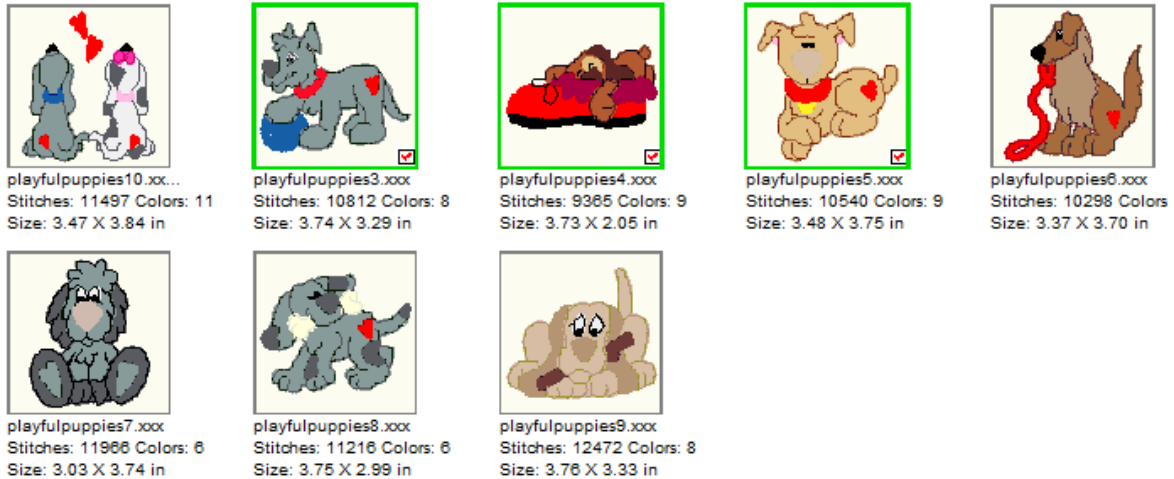 playfulpuppies10.xx...
Stitches: 11497 Colors: 11
Size: 3.47 X 3.84 in
playfulpuppies3.xxx
Stitches: 10812 Colors: 8
Size: 3.74 X 3.29 in
playfulpuppies4.xxx
Stitches: 9365 Colors: 9
Size: 3.73 X 2.05 in
playfulpuppies5.xxx
Stitches: 10540 Colors: 9
Size: 3.48 X 3.75 in
playfulpuppies6.xxx
Stitches: 10298 Colors
Size: 3.37 X 3.70 in
playfulpuppies7.xxx
Stitches: 11966 Colors: 6
Size: 3.03 X 3.74 in
playfulpuppies8.xxx
Stitches: 11216 Colors: 6
Size: 3.75 X 2.99 in
playfulpuppies9.xxx
Stitches: 12472 Colors: 8
Size: 3.76 X 3.33 in